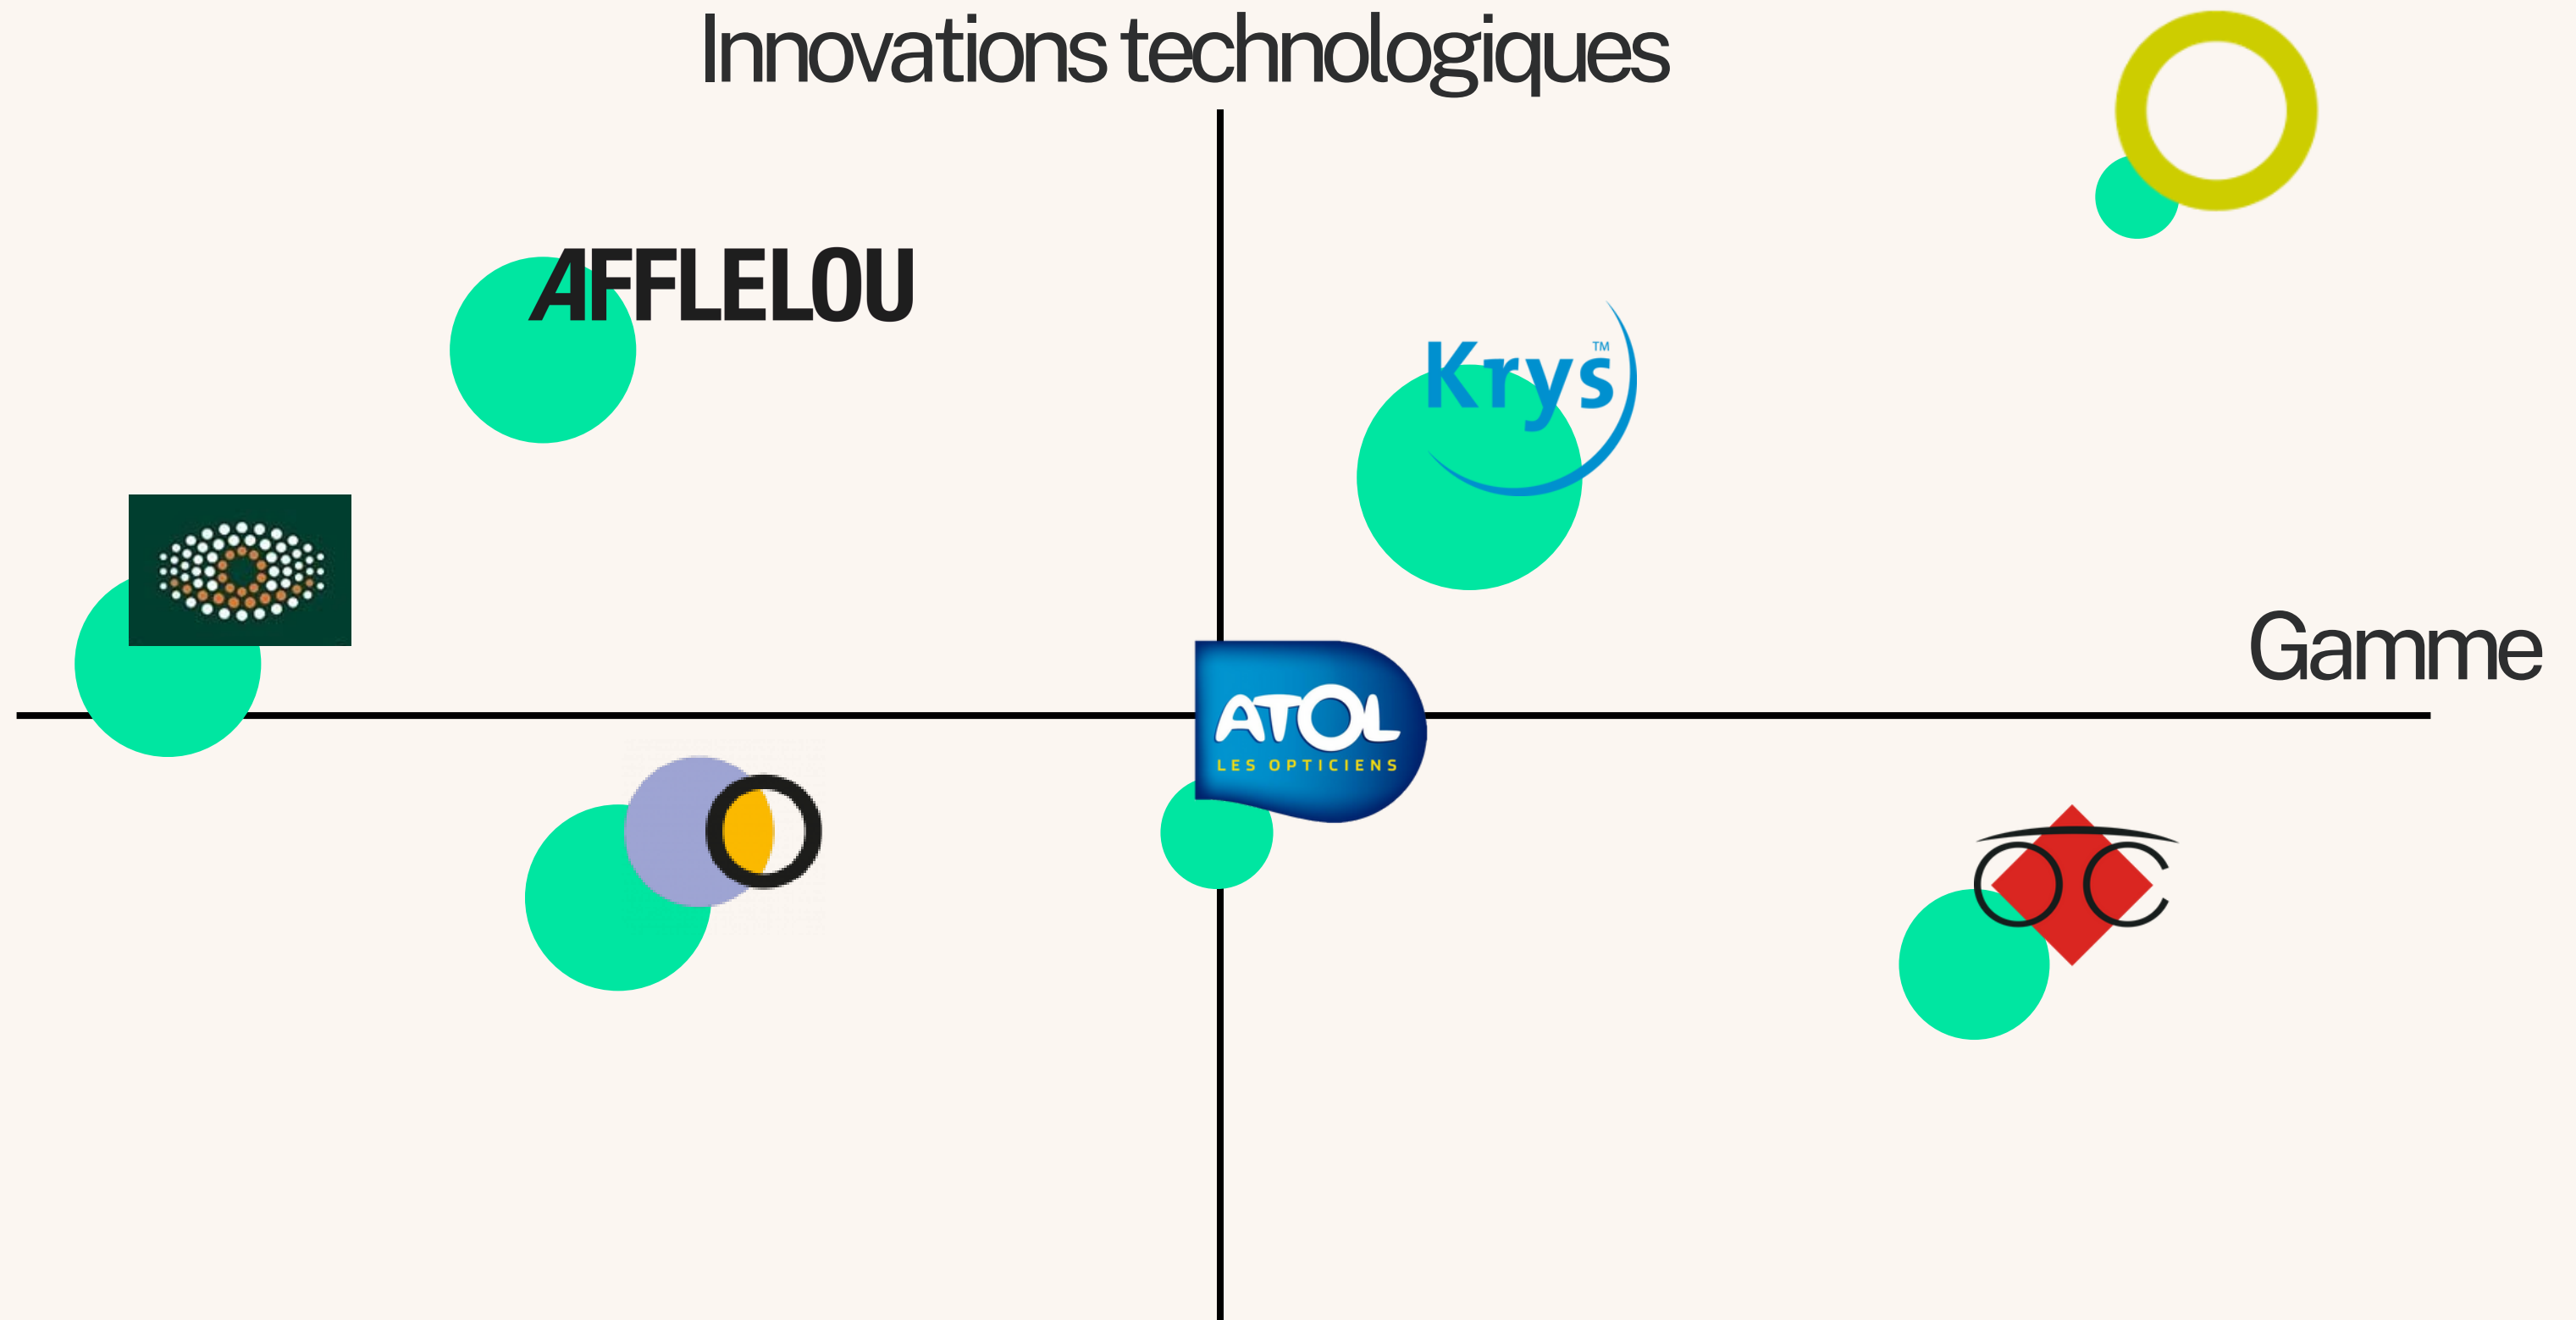 Innovations technologiques
AFFLELOU
Krys™
Gamme
ATOL
LES OPTICIENS